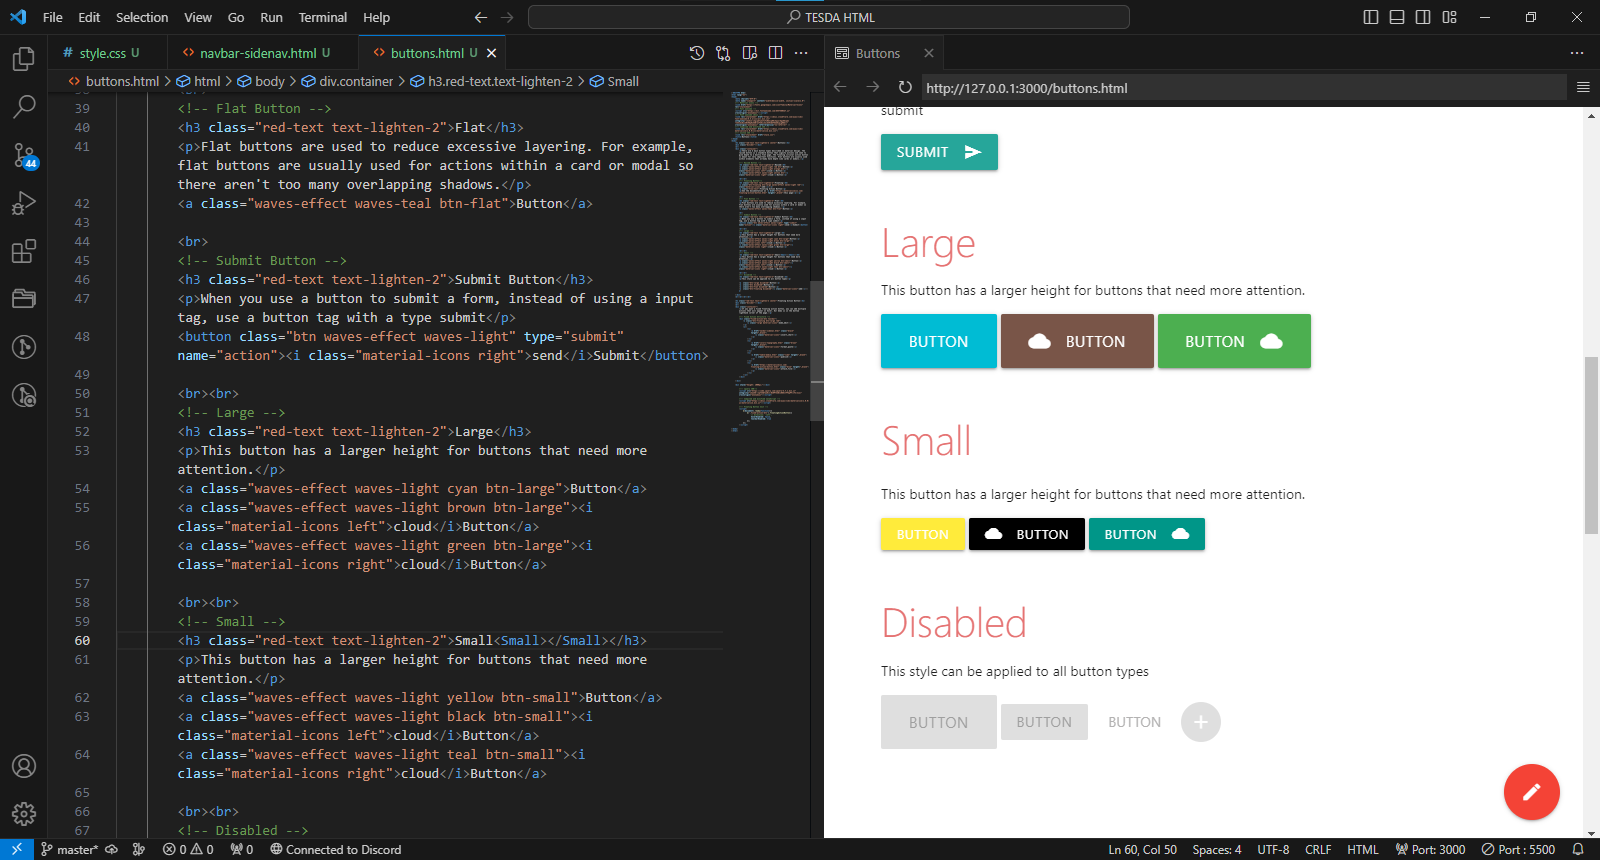 File Edit Selection View Go Run Terminal Help
TESDA HTML
style.css U
navbar-sidenav.html U
buttons.html U
Buttons
buttons.html > html > body > div.container > h3.red-text.text-lighten-2 > Small
http://127.0.0.1:3000/buttons.html
39 <!-- Flat Button -->
40 <h3 class="red-text text-lighten-2">Flat</h3>
41 <p>Flat buttons are used to reduce excessive layering. For example,
flat buttons are usually used for actions within a card or modal so
there aren't too many overlapping shadows.</p>
42 <a class="waves-effect waves-teal btn-flat">Button</a>
43
44 <br>
45 <!-- Submit Button -->
46 <h3 class="red-text text-lighten-2">Submit Button</h3>
47 <p>When you use a button to submit a form, instead of using a input
tag, use a button tag with a type submit</p>
48 <button class="btn waves-effect waves-light" type="submit"
name="action"><i class="material-icons right">send</i>Submit</button>
49
50 <br><br>
51 <!-- Large -->
52 <h3 class="red-text text-lighten-2">Large</h3>
53 <p>This button has a larger height for buttons that need more
attention.</p>
54 <a class="waves-effect waves-light cyan btn-large">Button</a>
55 <a class="waves-effect waves-light brown btn-large"><i
class="material-icons left">cloud</i>Button</a>
56 <a class="waves-effect waves-light green btn-large"><i
class="material-icons right">cloud</i>Button</a>
57
58 <br><br>
59 <!-- Small -->
60 <h3 class="red-text text-lighten-2">Small<Small></Small></h3>
61 <p>This button has a larger height for buttons that need more
attention.</p>
62 <a class="waves-effect waves-light yellow btn-small">Button</a>
63 <a class="waves-effect waves-light black btn-small"><i
class="material-icons left">cloud</i>Button</a>
64 <a class="waves-effect waves-light teal btn-small"><i
class="material-icons right">cloud</i>Button</a>
65
66 <br><br>
67 <!-- Disabled -->
44
submit
SUBMIT
Large
This button has a larger height for buttons that need more attention.
BUTTON BUTTON BUTTON
Small
This button has a larger height for buttons that need more attention.
BUTTON BUTTON BUTTON
Disabled
This style can be applied to all button types
BUTTON BUTTON BUTTON
master* 0 0 0 Connected to Discord
Ln 60, Col 50 Spaces: 4 UTF-8 CRLF HTML Port: 3000 Port : 5500